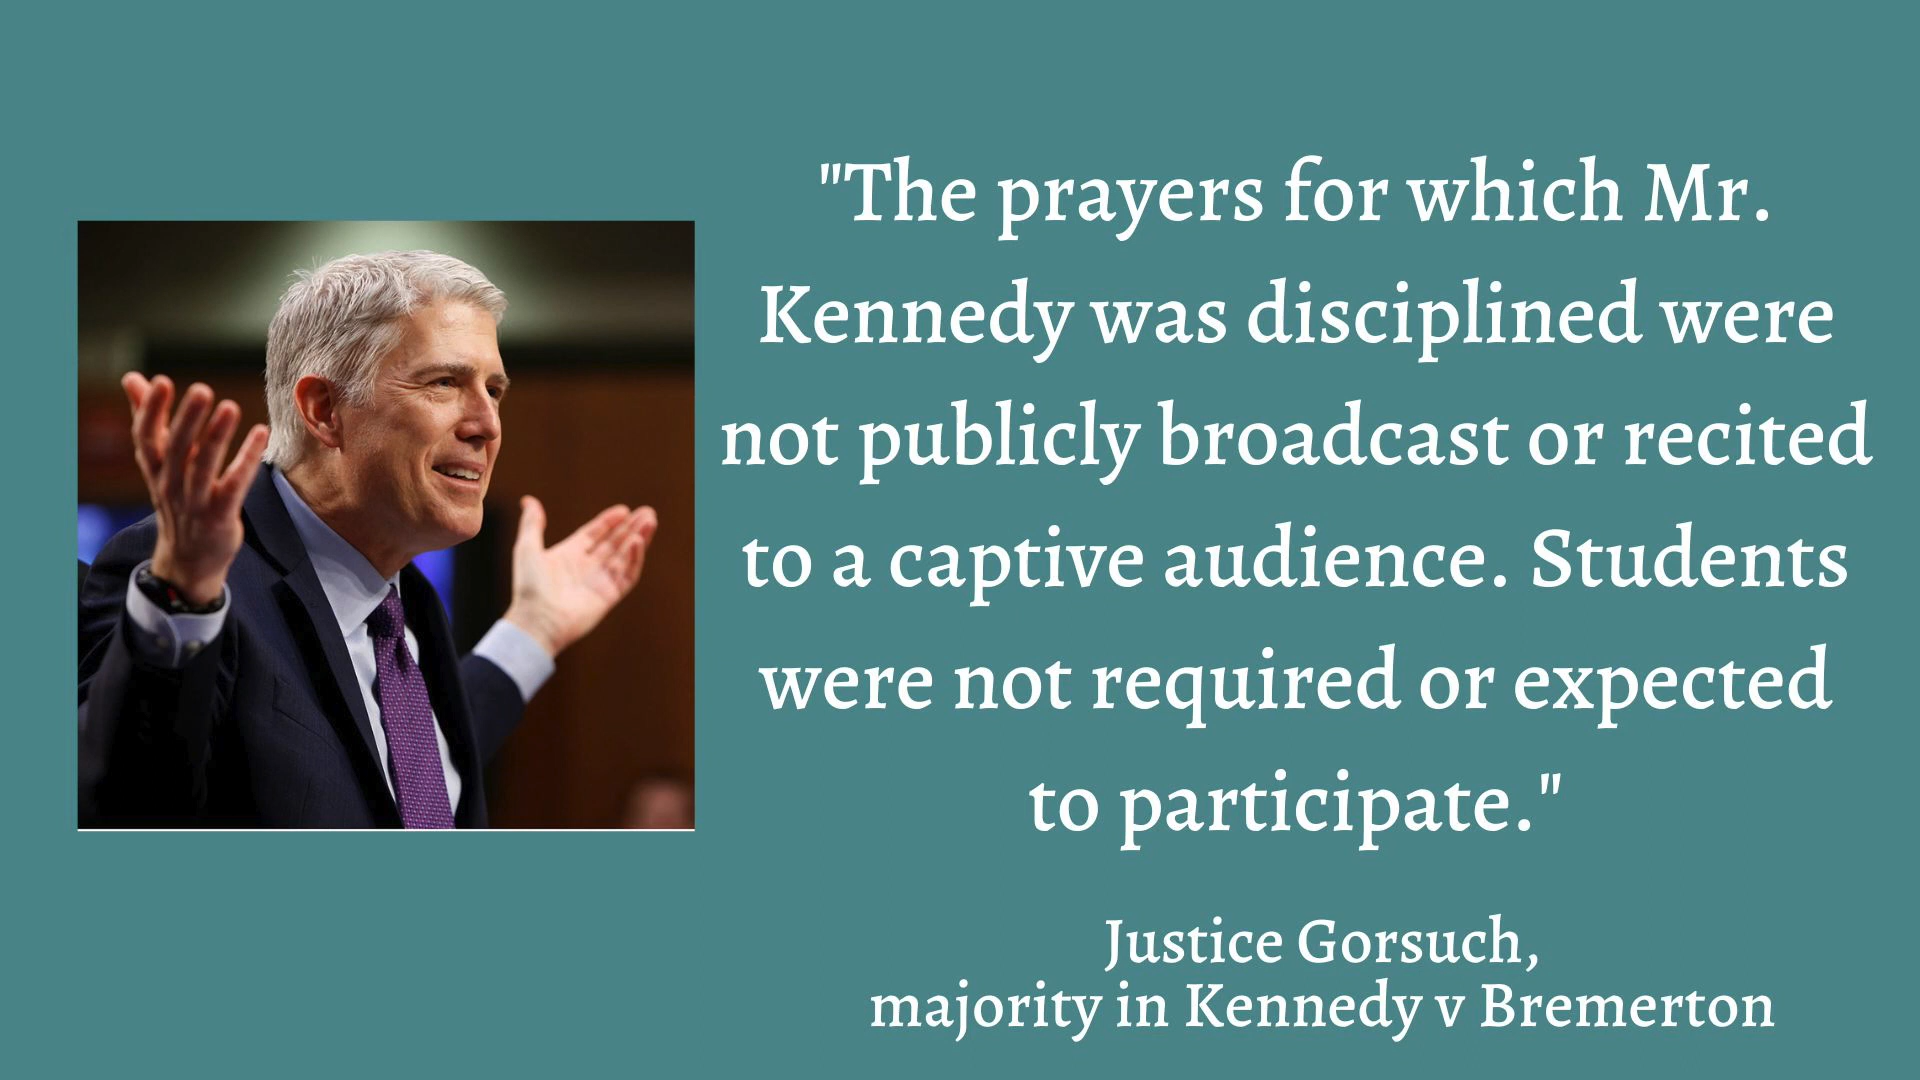 "The prayers for which Mr.
Kennedy was disciplined were
not publicly broadcast or recited
to a captive audience. Students
were not required or expected
to participate."
Justice Gorsuch,
majority in Kennedy v Bremerton